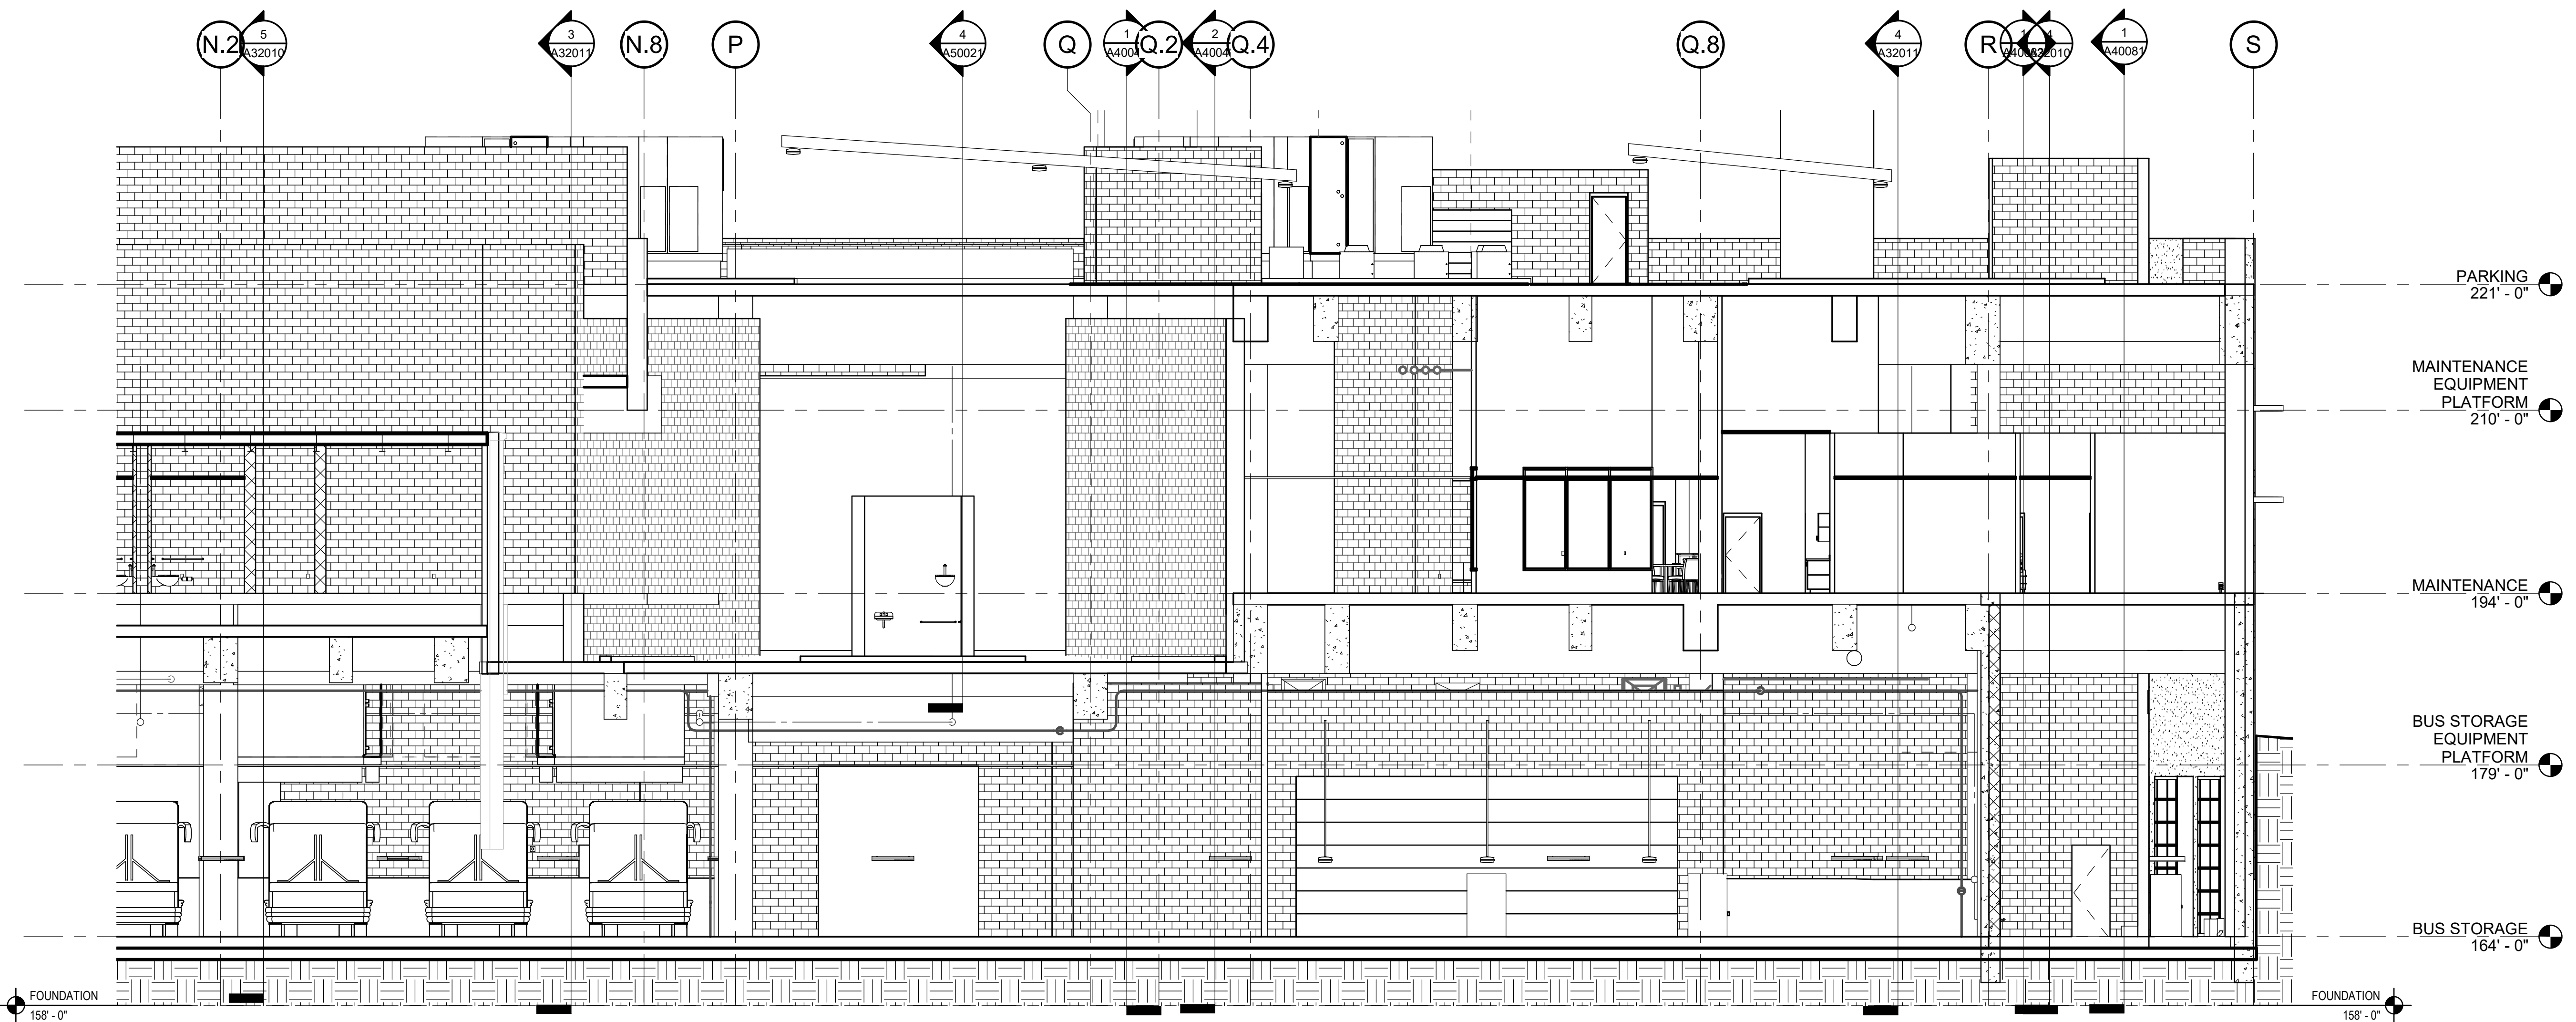 N.2
5
A32010
3
A32011
N.8
P
4
A50021
Q
1
Q.2
2
Q.4
Q.8
4
A32011
R
S
1
A40081
PARKING
221' - 0"
MAINTENANCE
EQUIPMENT
PLATFORM
210' - 0"
MAINTENANCE
194' - 0"
BUS STORAGE
EQUIPMENT
PLATFORM
179' - 0"
BUS STORAGE
164' - 0"
FOUNDATION
158' - 0"
FOUNDATION
158' - 0"